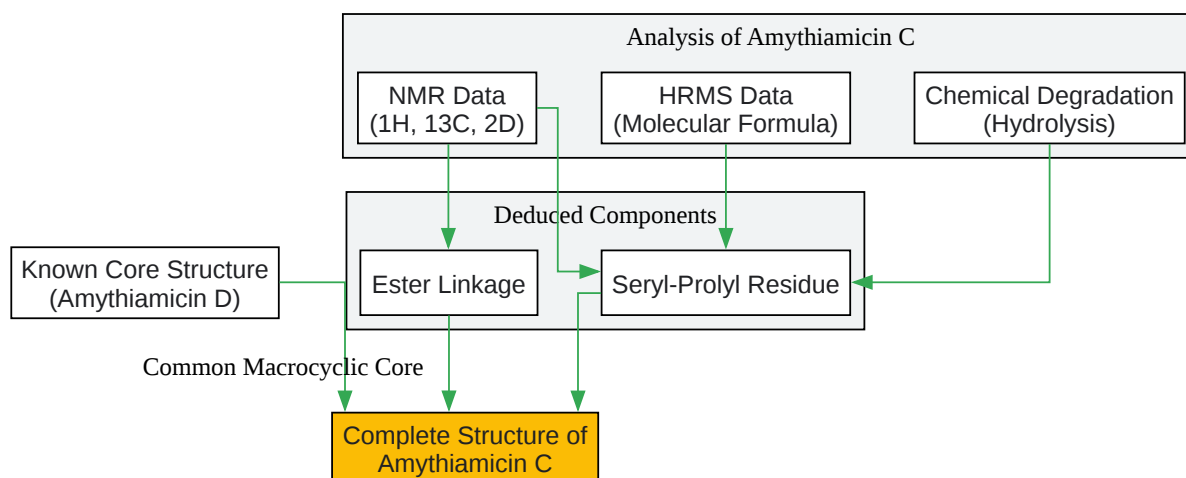 Analysis of Amythiamicin C
NMR Data
(1H, 13C, 2D)
HRMS Data
(Molecular Formula)
Chemical Degradation
(Hydrolysis)
Deduced Components
Known Core Structure
(Amythiamicin D)
Ester Linkage
Seryl-Prolyl Residue
Common Macrocyclic Core
Complete Structure of
Amythiamicin C